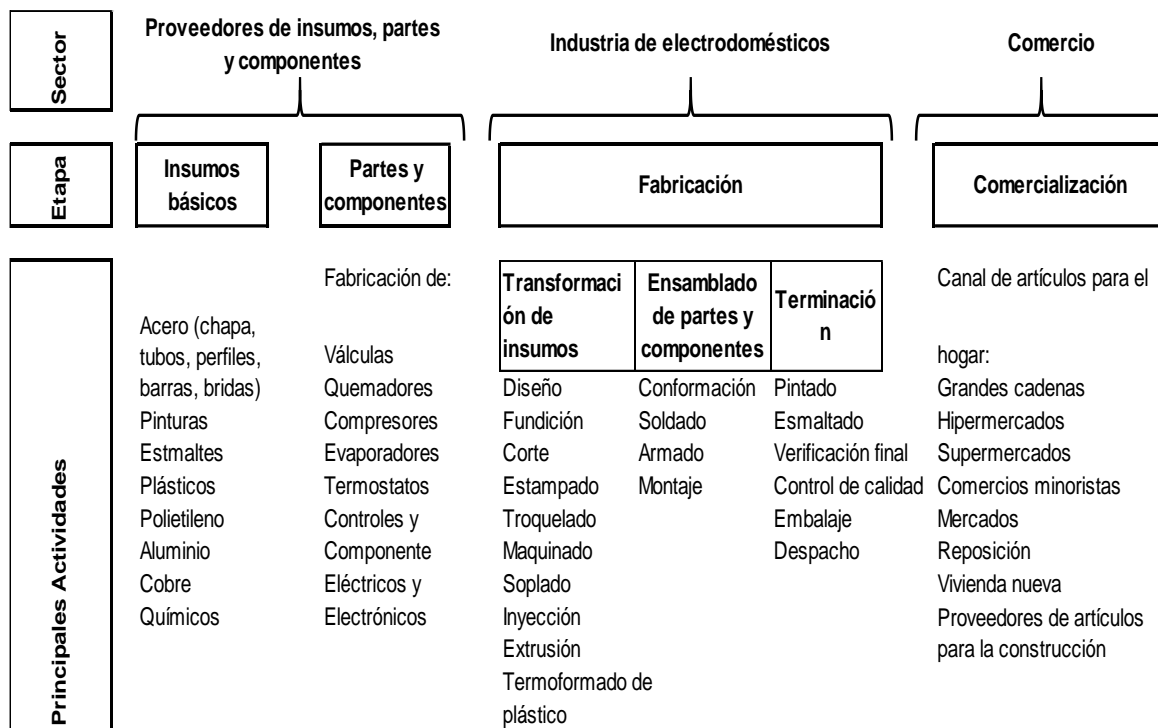 Sector
Proveedores de insumos, partes
y componentes
Industria de electrodomésticos
Comercio
Etapa
Insumos
básicos
Partes y
componentes
Fabricación
Comercialización
Principales Actividades
Acero (chapa,
tubos, perfiles,
barras, bridas)
Pinturas
Estmaltes
Plásticos
Polietileno
Aluminio
Cobre
Químicos
Fabricación de:
Válculas
Quemadores
Compresores
Evaporadores
Termostatos
Controles y
Componente
Eléctricos y
Electrónicos
Transformaci
ón de
insumos
Diseño
Fundición
Corte
Estampado
Troquelado
Maquinado
Soplado
Inyección
Extrusión
Termoformado de
plástico
Ensamblado
de partes y
componentes
Conformación
Soldado
Armado
Montaje
Terminació
n
Pintado
Esmaltado
Verificación final
Control de calidad
Embalaje
Despacho
Canal de artículos para el
hogar:
Grandes cadenas
Hipermercados
Supermercados
Comercios minoristas
Mercados
Reposición
Vivienda nueva
Proveedores de artículos
para la construcción